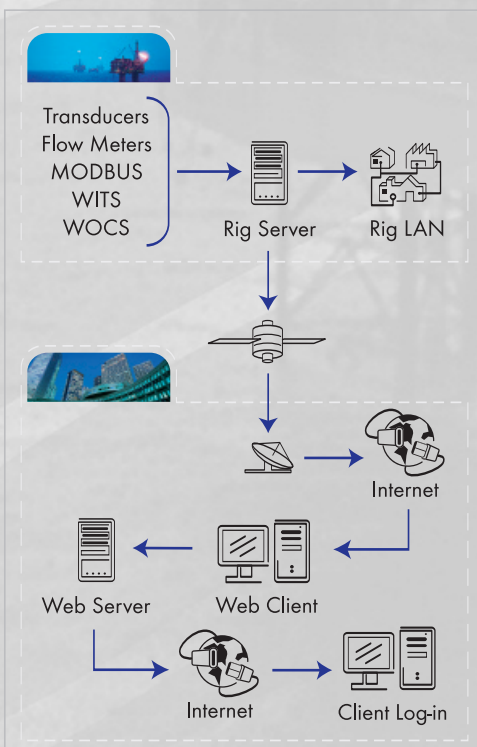 Transducers
Flow Meters
MODBUS
WITS
WOCS
Rig Server
Rig LAN
Internet
Web Server
Web Client
Internet
Client Log-in